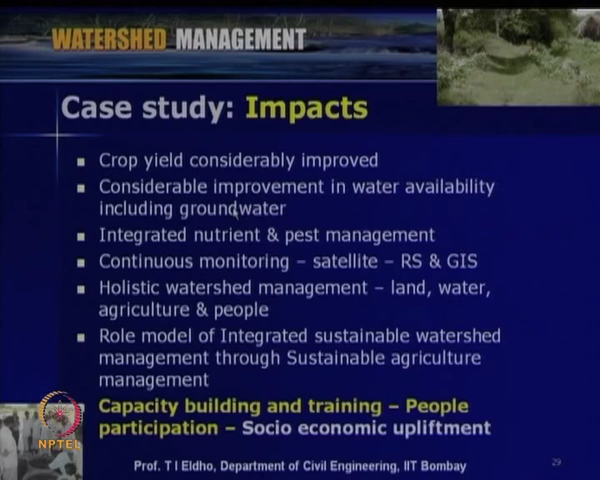 WATERSHED MANAGEMENT
Case study: Impacts
Crop yield considerably improved
Considerable improvement in water availability
including groundwater
Integrated nutrient & pest management
Continuous monitoring – satellite – RS & GIS
Holistic watershed management – land, water,
agriculture & people
Role model of Integrated sustainable watershed
management through Sustainable agriculture
management
Capacity building and training – People
participation – Socio economic upliftment
NPTEL
Prof. T I Eldho, Department of Civil Engineering, IIT Bombay
29